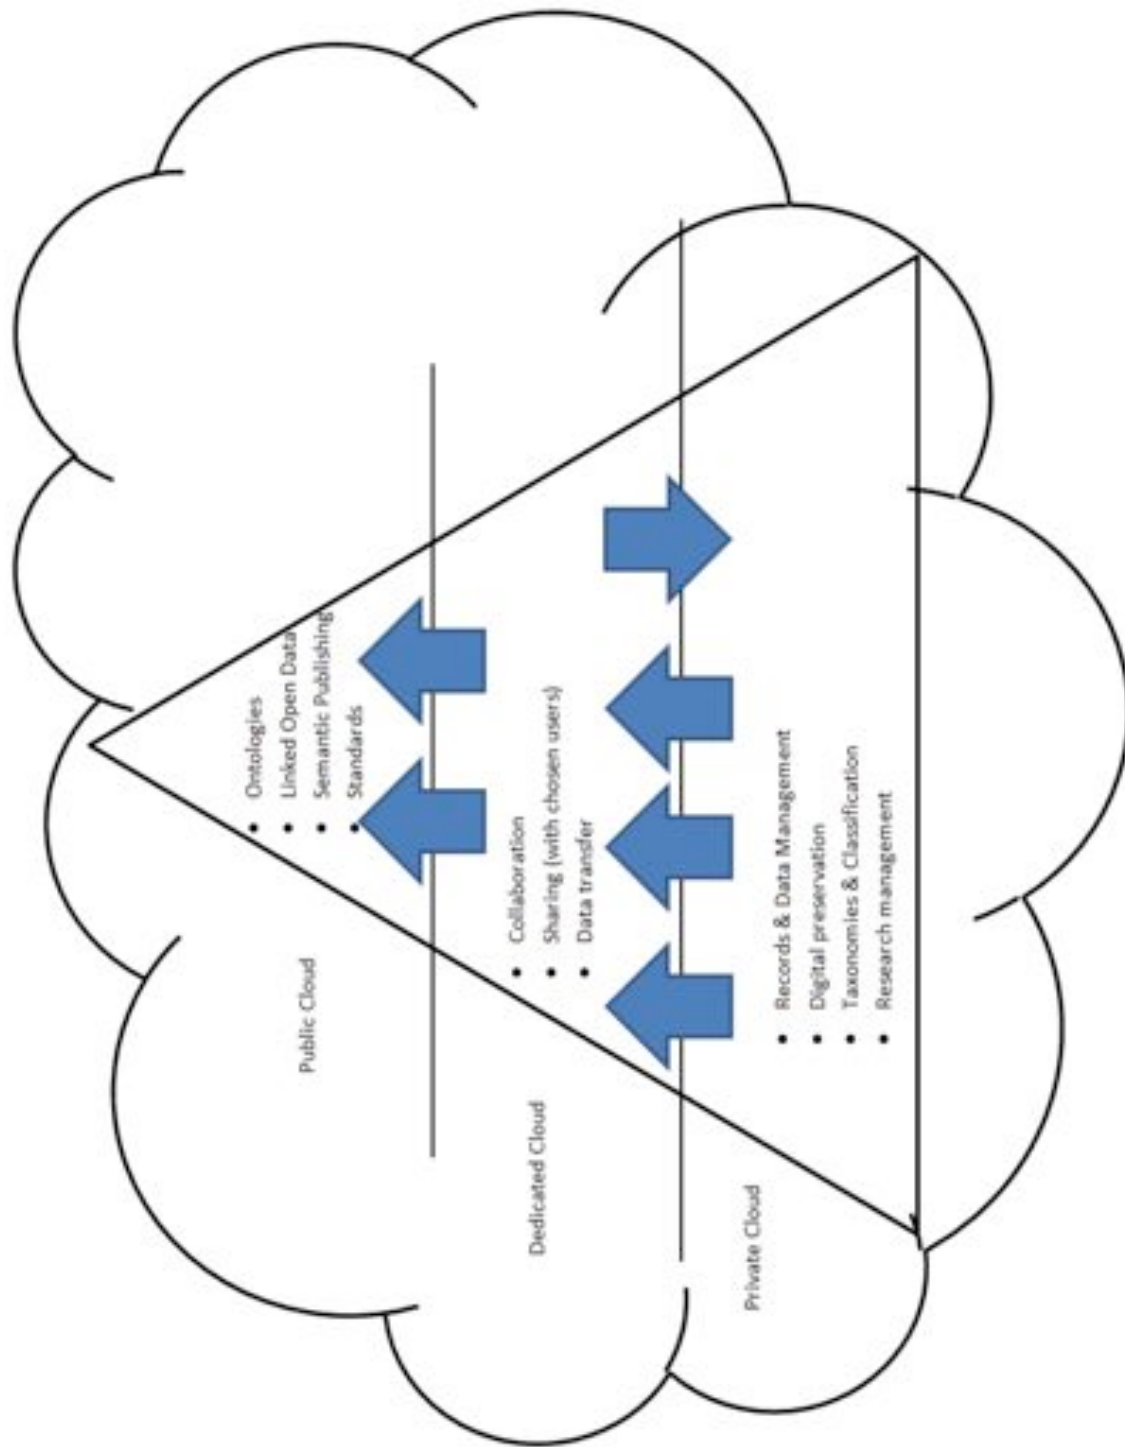 Public Cloud
• Ontologies
• Linked Open Data
• Semantic Publishing
• Standards
Dedicated Cloud
• Collaboration
• Sharing (with chosen users)
• Data transfer
Private Cloud
• Records & Data Management
• Digital preservation
• Taxonomies & Classification
• Research management